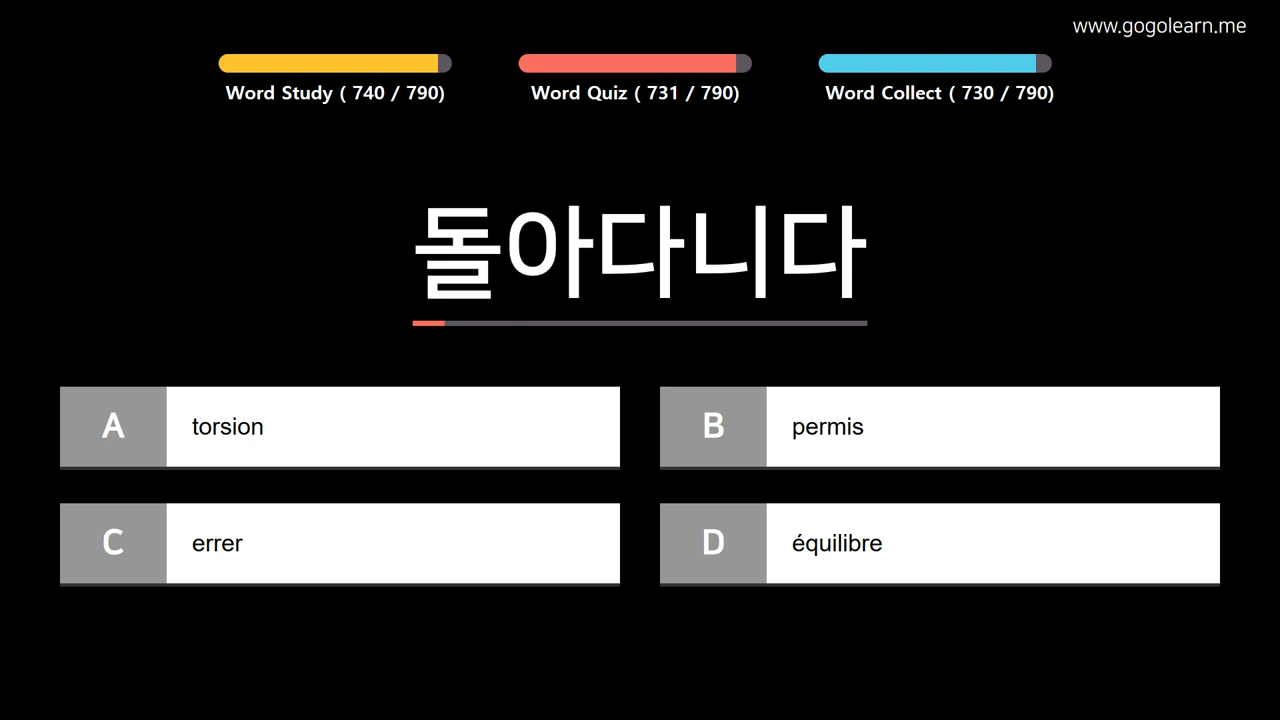 www.gogolearn.me
Word Study ( 740 / 790)
Word Quiz ( 731 / 790)
Word Collect ( 730 / 790)
돌아다니다
A torsion
B permis
C errer
D équilibre